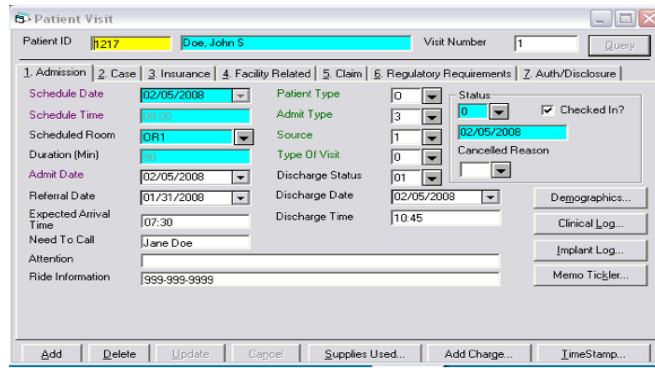 Patient Visit
Patient ID 1217 Doe, John S Visit Number 1 Query
1. Admission 2. Case 3. Insurance 4. Facility Related 5. Claim 6. Regulatory Requirements 7. Auth/Disclosure
Schedule Date 02/05/2008 Patient Type 0 Status
Schedule Time 08:00 Admit Type 3 0 Checked In?
Scheduled Room OR1 Source 1 02/05/2008
Duration (Min) 90 Type Of Visit 0 Cancelled Reason
Admit Date 02/05/2008 Discharge Status 01
Referral Date 01/31/2008 Discharge Date 02/05/2008 Demographics...
Expected Arrival Time 07:30 Discharge Time 10:45 Clinical Log...
Need To Call Jane Doe
Attention Implant Log...
Ride Information 999-999-9999 Memo Tickler...
Add Delete Update Cancel Supplies Used... Add Charge... TimeStamp...